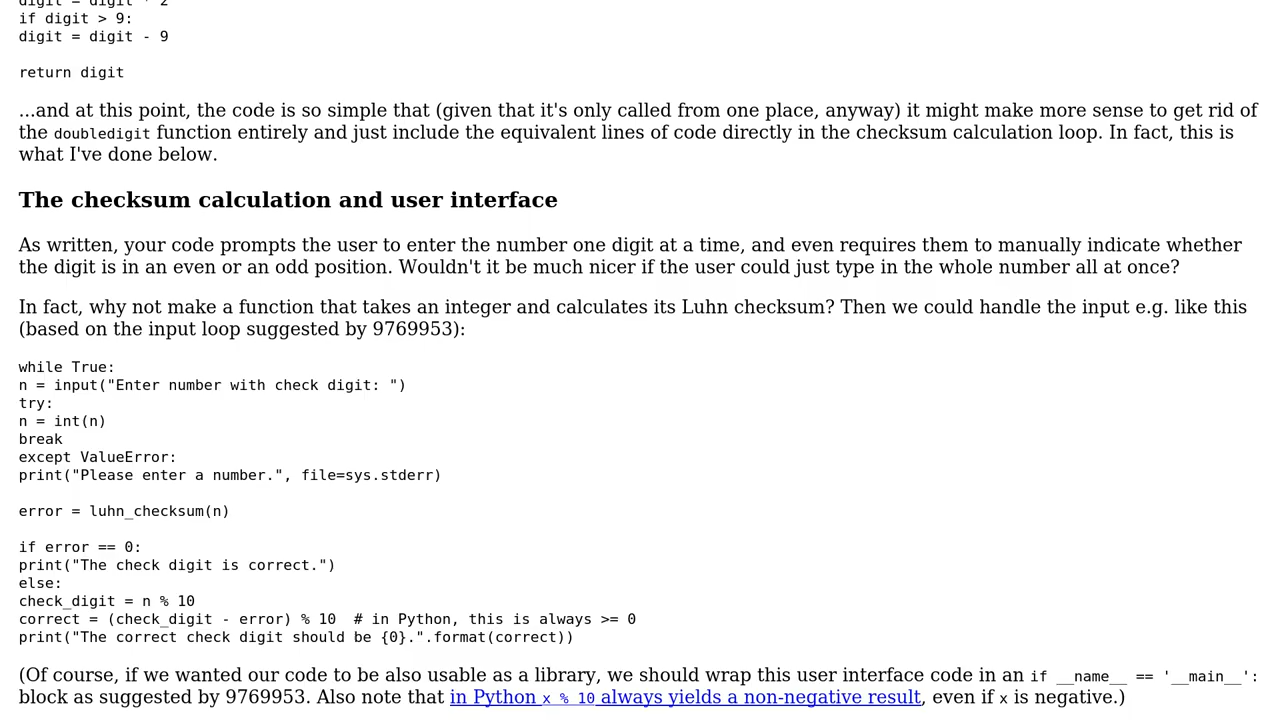 digit = digit * 2
if digit > 9:
digit = digit - 9
return digit
...and at this point, the code is so simple that (given that it's only called from one place, anyway) it might make more sense to get rid of
the doubledigit function entirely and just include the equivalent lines of code directly in the checksum calculation loop. In fact, this is
what I've done below.
The checksum calculation and user interface
As written, your code prompts the user to enter the number one digit at a time, and even requires them to manually indicate whether
the digit is in an even or an odd position. Wouldn't it be much nicer if the user could just type in the whole number all at once?
In fact, why not make a function that takes an integer and calculates its Luhn checksum? Then we could handle the input e.g. like this
(based on the input loop suggested by 9769953):
while True:
n = input("Enter number with check digit: ")
try:
n = int(n)
break
except ValueError:
print("Please enter a number.", file=sys.stderr)
error = luhn_checksum(n)
if error == 0:
print("The check digit is correct.")
else:
check_digit = n % 10
correct = (check_digit - error) % 10  # in Python, this is always >= 0
print("The correct check digit should be {0}.".format(correct))
(Of course, if we wanted our code to be also usable as a library, we should wrap this user interface code in an if __name__ == '__main__':
block as suggested by 9769953. Also note that in Python x % 10 always yields a non-negative result, even if x is negative.)